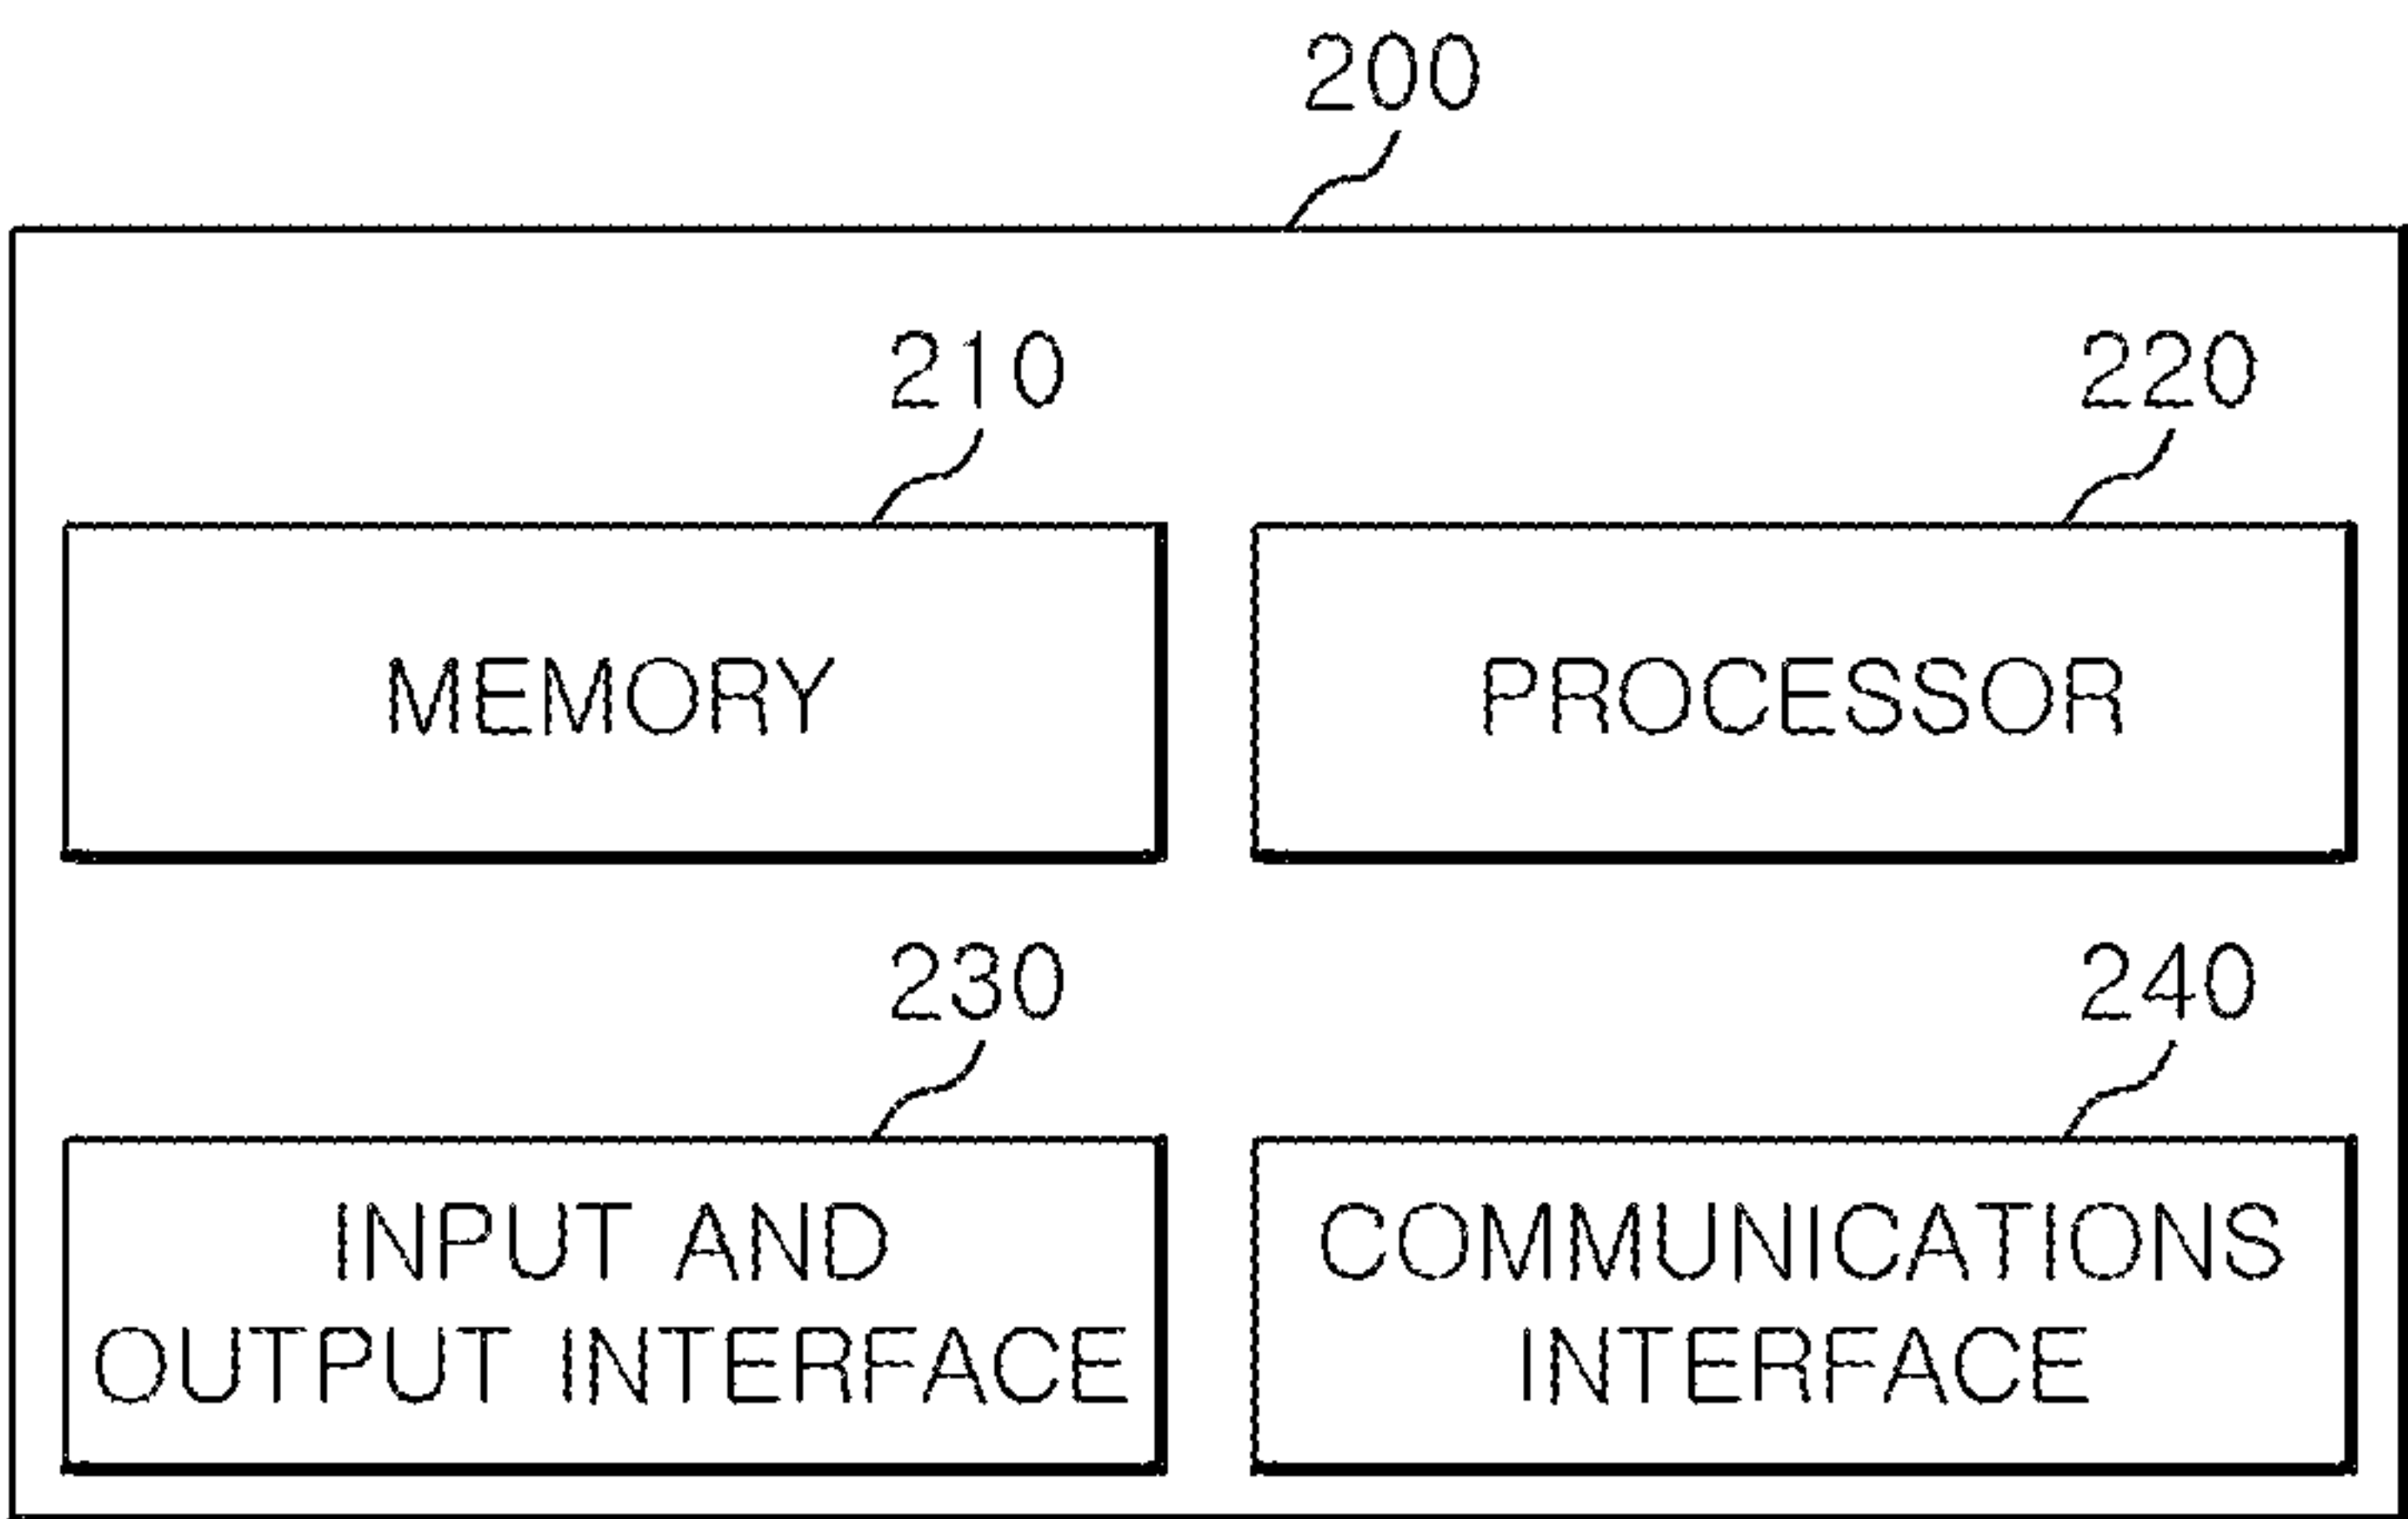 200
210
220
MEMORY
PROCESSOR
230
240
INPUT AND
OUTPUT INTERFACE
COMMUNICATIONS
INTERFACE